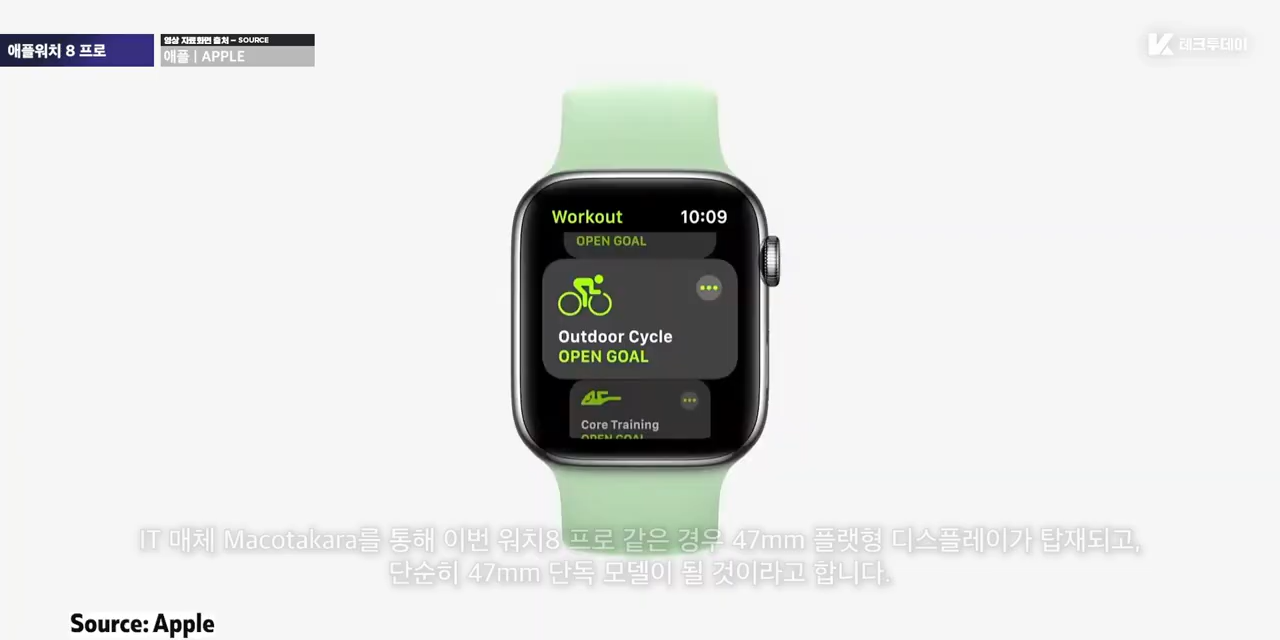 애플워치 8 프로
영상 자료화면 출처 – SOURCE
애플 | APPLE
테크투데이
Workout 10:09
OPEN GOAL
Outdoor Cycle
OPEN GOAL
Core Training
OPEN GOAL
IT 매체 Macotakara를 통해 이번 워치8 프로 같은 경우 47mm 플랫형 디스플레이가 탑재되고,
단순히 47mm 단독 모델이 될 것이라고 합니다.
Source: Apple